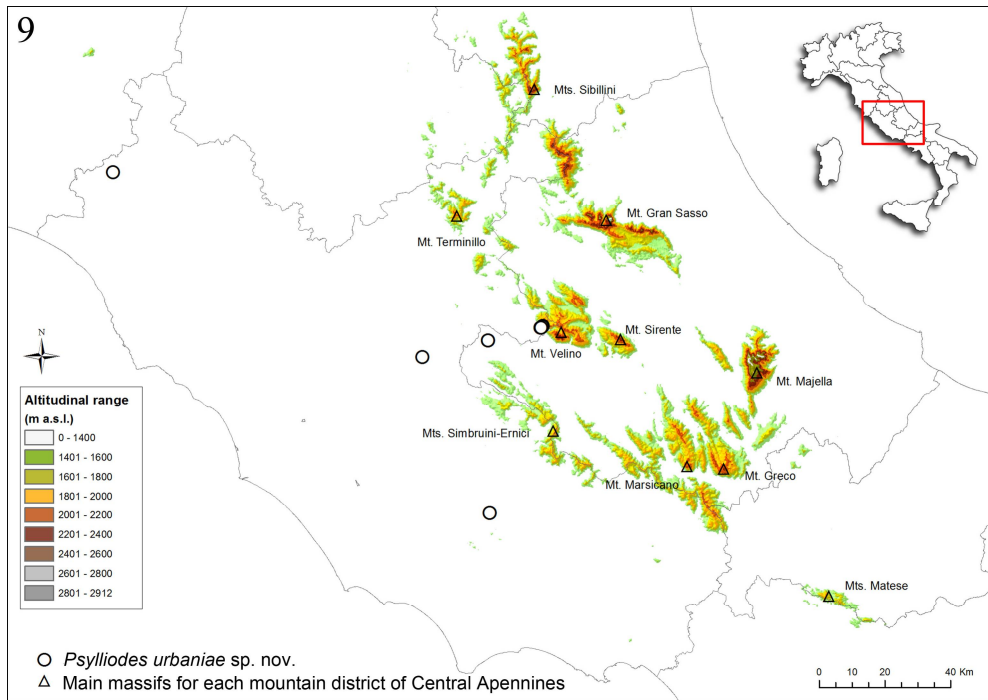 9
Mts. Sibillini
Mt. Gran Sasso
Mt. Terminillo
Mt. Sirente
Mt. Velino
Mt. Majella
Mts. Simbruini-Ernici
Mt. Marsicano
Mt. Greco
Mts. Matese
N
Altitudinal range
(m a.s.l.)
0 - 1400
1401 - 1600
1601 - 1800
1801 - 2000
2001 - 2200
2201 - 2400
2401 - 2600
2601 - 2800
2801 - 2912
Psylliodes urbaniae sp. nov.
Main massifs for each mountain district of Central Apennines
0 5 10 20 30 40 Km